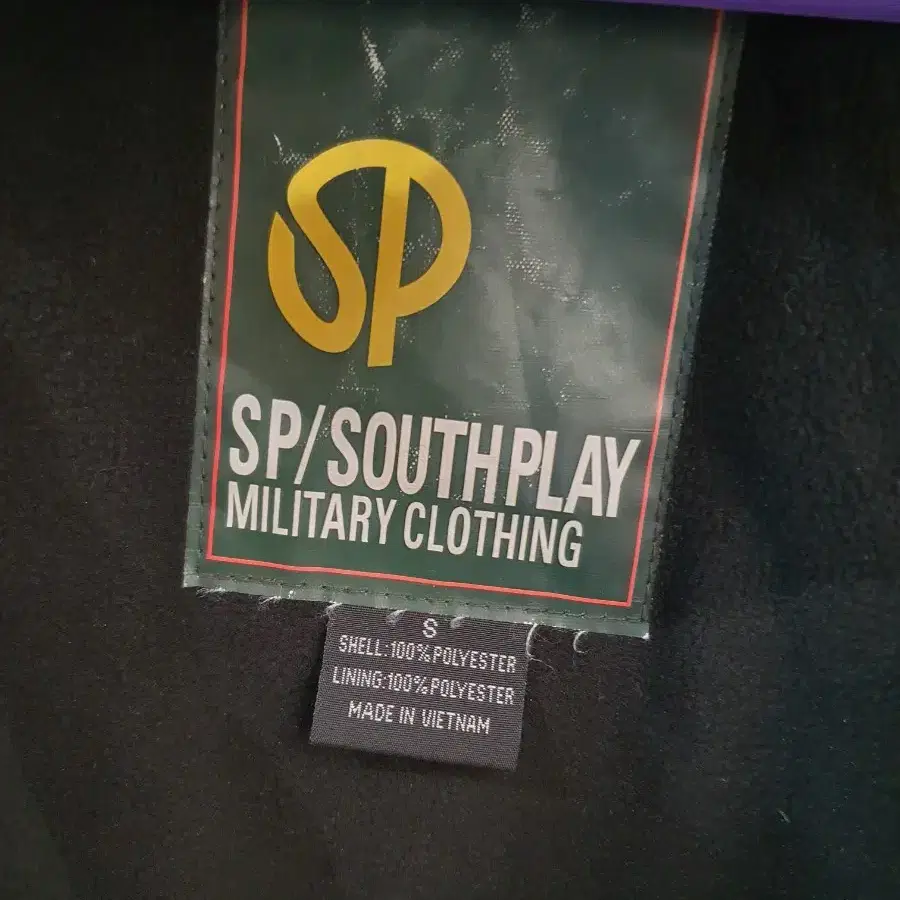 SP
SP/SOUTHPLAY
MILITARY CLOTHING
S
SHELL:100%POLYESTER
LINING:100%POLYESTER
MADE IN VIETNAM